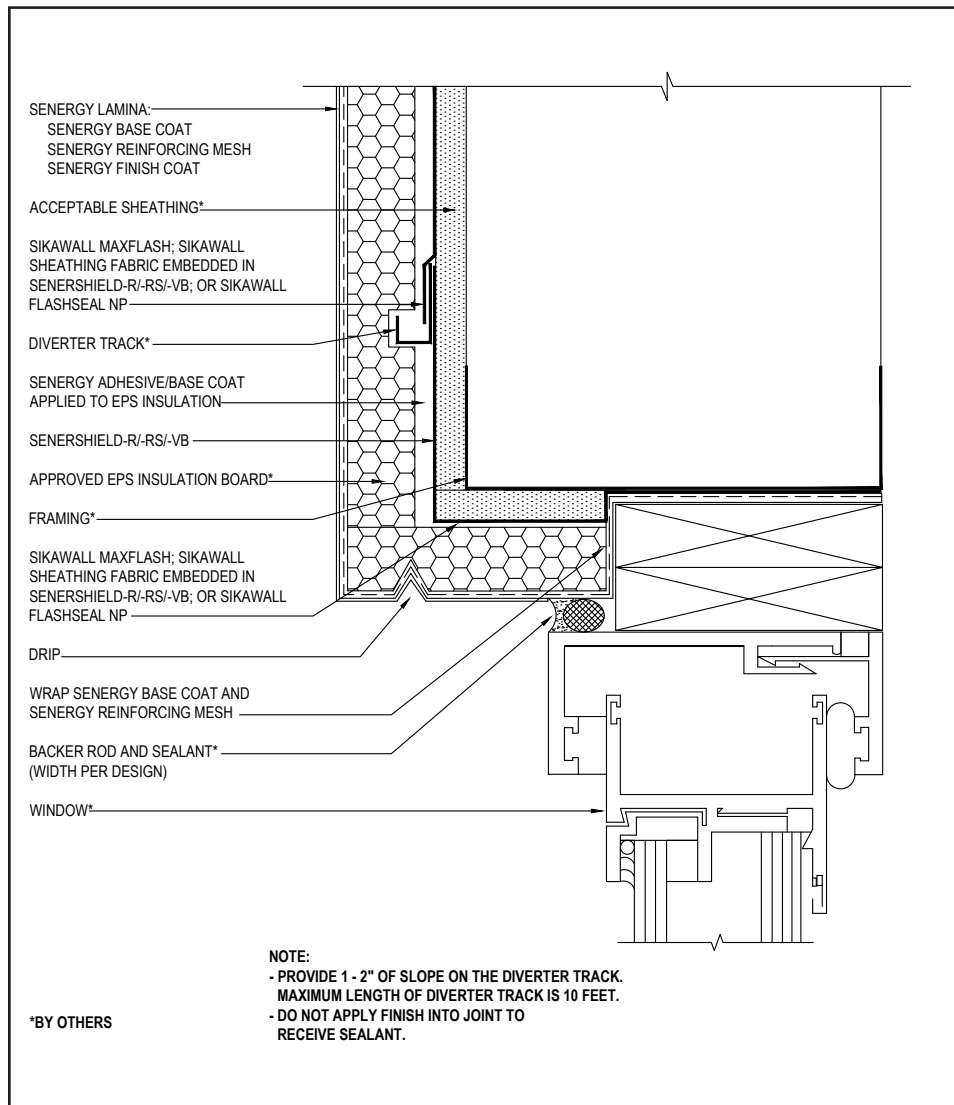 SENERGY LAMINA:
SENERGY BASE COAT
SENERGY REINFORCING MESH
SENERGY FINISH COAT
ACCEPTABLE SHEATHING*
SIKAWALL MAXFLASH; SIKAWALL
SHEATHING FABRIC EMBEDDED IN
SENERSHIELD-R/-RS/-VB; OR SIKAWALL
FLASHSEAL NP
DIVERTER TRACK*
SENERGY ADHESIVE/BASE COAT
APPLIED TO EPS INSULATION
SENERSHIELD-R/-RS/-VB
APPROVED EPS INSULATION BOARD*
FRAMING*
SIKAWALL MAXFLASH; SIKAWALL
SHEATHING FABRIC EMBEDDED IN
SENERSHIELD-R/-RS/-VB; OR SIKAWALL
FLASHSEAL NP
DRIP
WRAP SENERGY BASE COAT AND
SENERGY REINFORCING MESH
BACKER ROD AND SEALANT*
(WIDTH PER DESIGN)
WINDOW*
NOTE:
- PROVIDE 1 - 2" OF SLOPE ON THE DIVERTER TRACK.
MAXIMUM LENGTH OF DIVERTER TRACK IS 10 FEET.
- DO NOT APPLY FINISH INTO JOINT TO
RECEIVE SEALANT.
*BY OTHERS